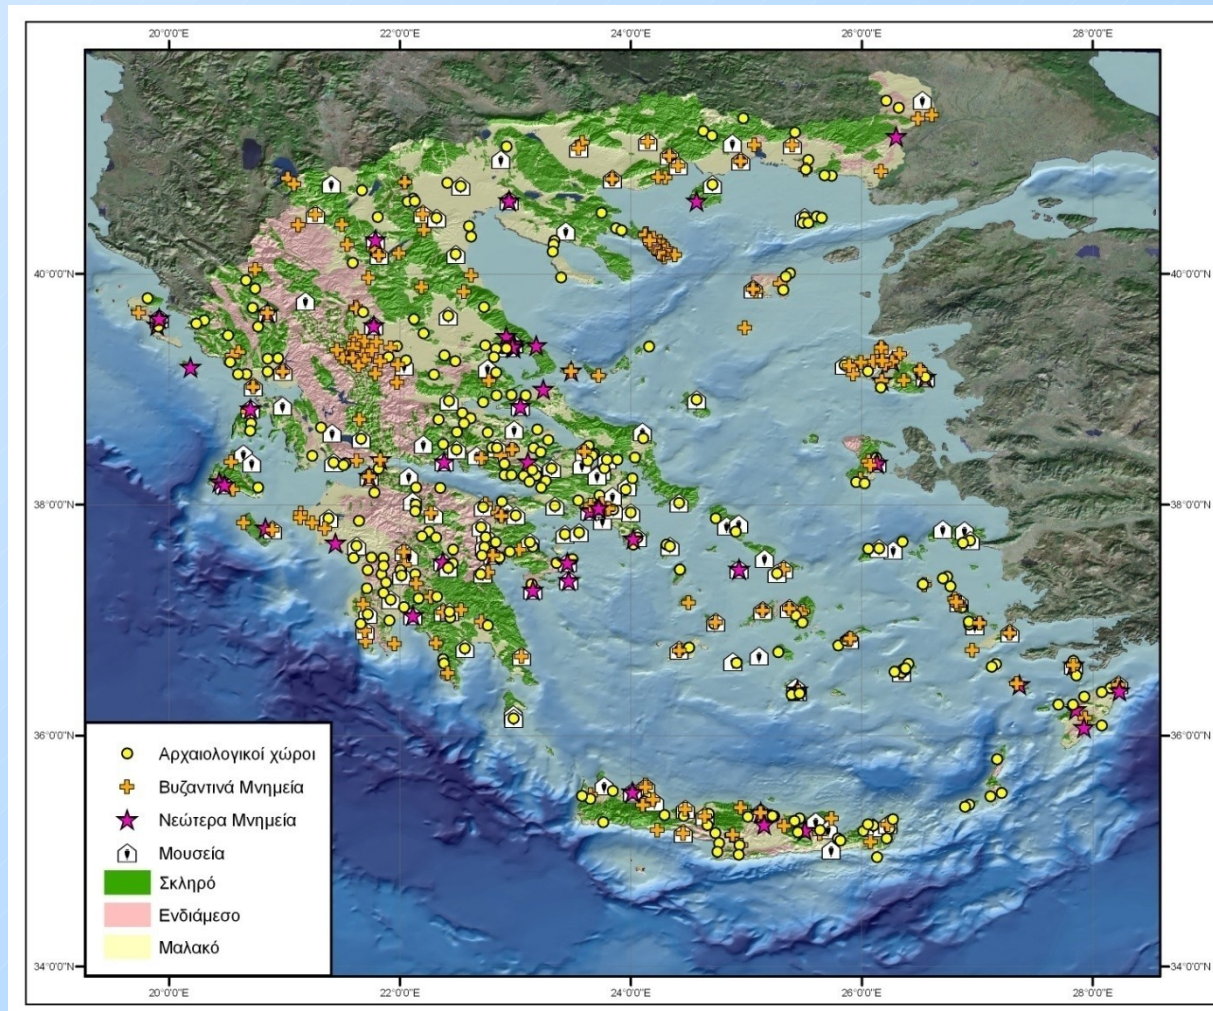 20°0'0"E 22°0'0"E 24°0'0"E 26°0'0"E 28°0'0"E
40°0'0"N 40°0'0"N
38°0'0"N 38°0'0"N
36°0'0"N 36°0'0"N
Αρχαιολογικοί χώροι
Βυζαντινά Μνημεία
Νεώτερα Μνημεία
Μουσεία
Σκληρό
Ενδιάμεσο
Μαλακό
34°0'0"N 34°0'0"N
20°0'0"E 22°0'0"E 24°0'0"E 26°0'0"E 28°0'0"E